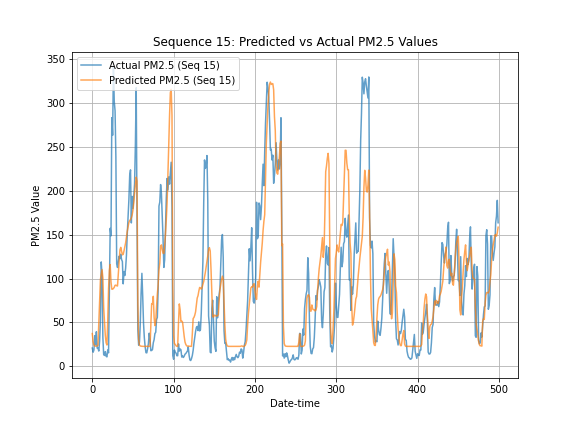 Sequence 15: Predicted vs Actual PM2.5 Values
Actual PM2.5 (Seq 15)
Predicted PM2.5 (Seq 15)
PM2.5 Value
350
300
250
200
150
100
50
0
0
100
200
300
400
500
Date-time